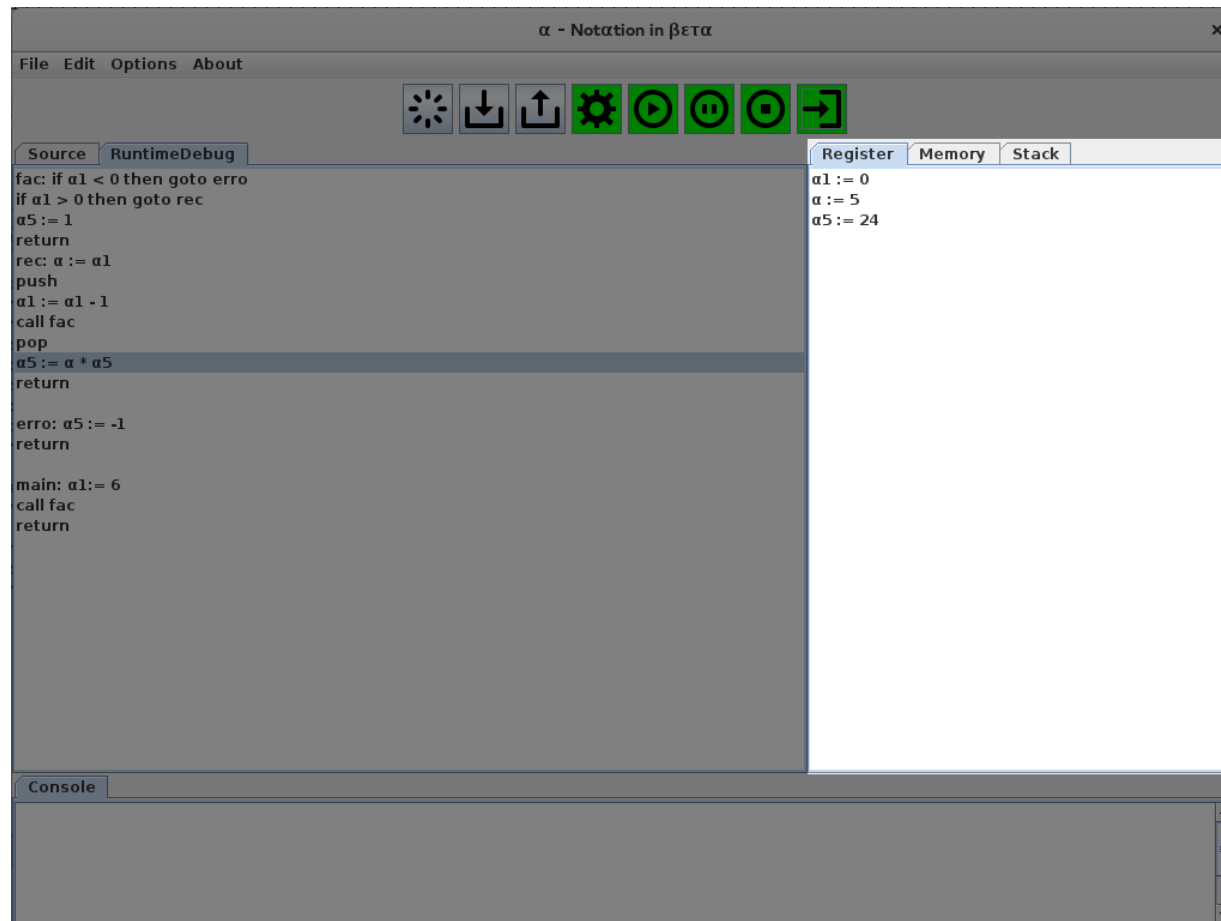 α - Notαtion in βετα
×
File Edit Options About
Source RuntimeDebug
fac: if α1 < 0 then goto erro
if α1 > 0 then goto rec
α5 := 1
return
rec: α := α1
push
α1 := α1 - 1
call fac
pop
α5 := α * α5
return
erro: α5 := -1
return
main: α1:= 6
call fac
return
Register Memory Stack
α1 := 0
α := 5
α5 := 24
Console